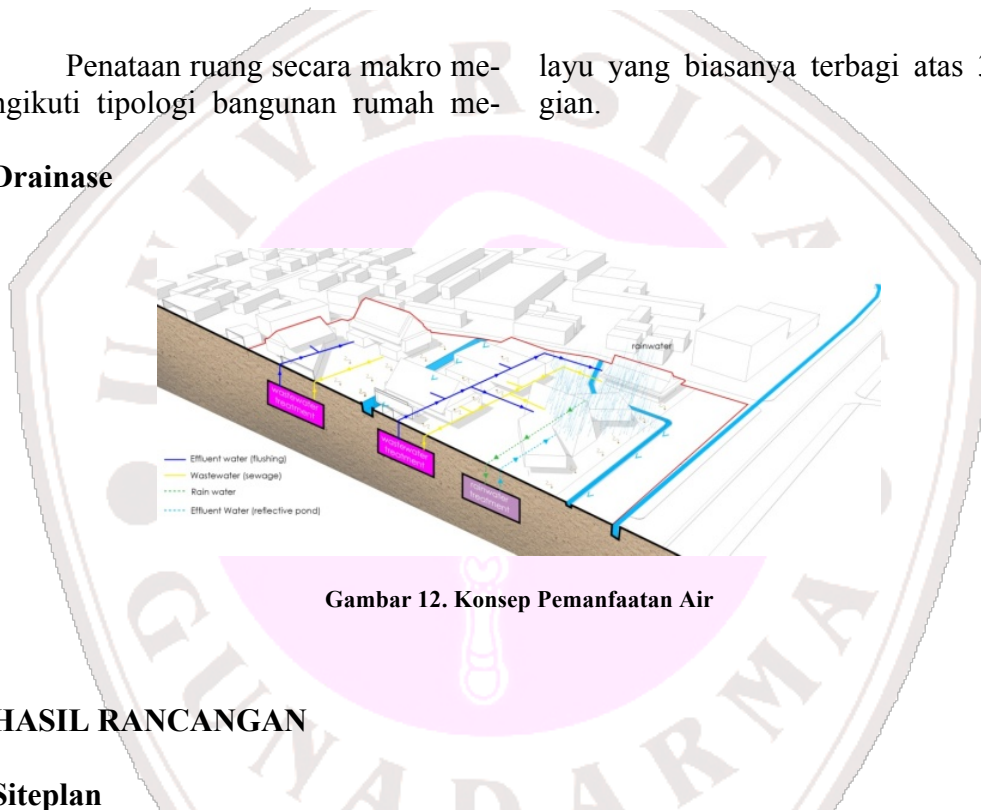 Penataan ruang secara makro me-
ngikuti tipologi bangunan rumah me-
layu yang biasanya terbagi atas
gian.
Drainase
rainwater
wastewater
treatment
wastewater
treatment
rainwater
treatment
Effluent water (flushing)
Wastewater (sewage)
Rain water
Effluent Water (reflective pond)
Gambar 12. Konsep Pemanfaatan Air
HASIL RANCANGAN
Siteplan
UNIVERSITA
GUNADARMA